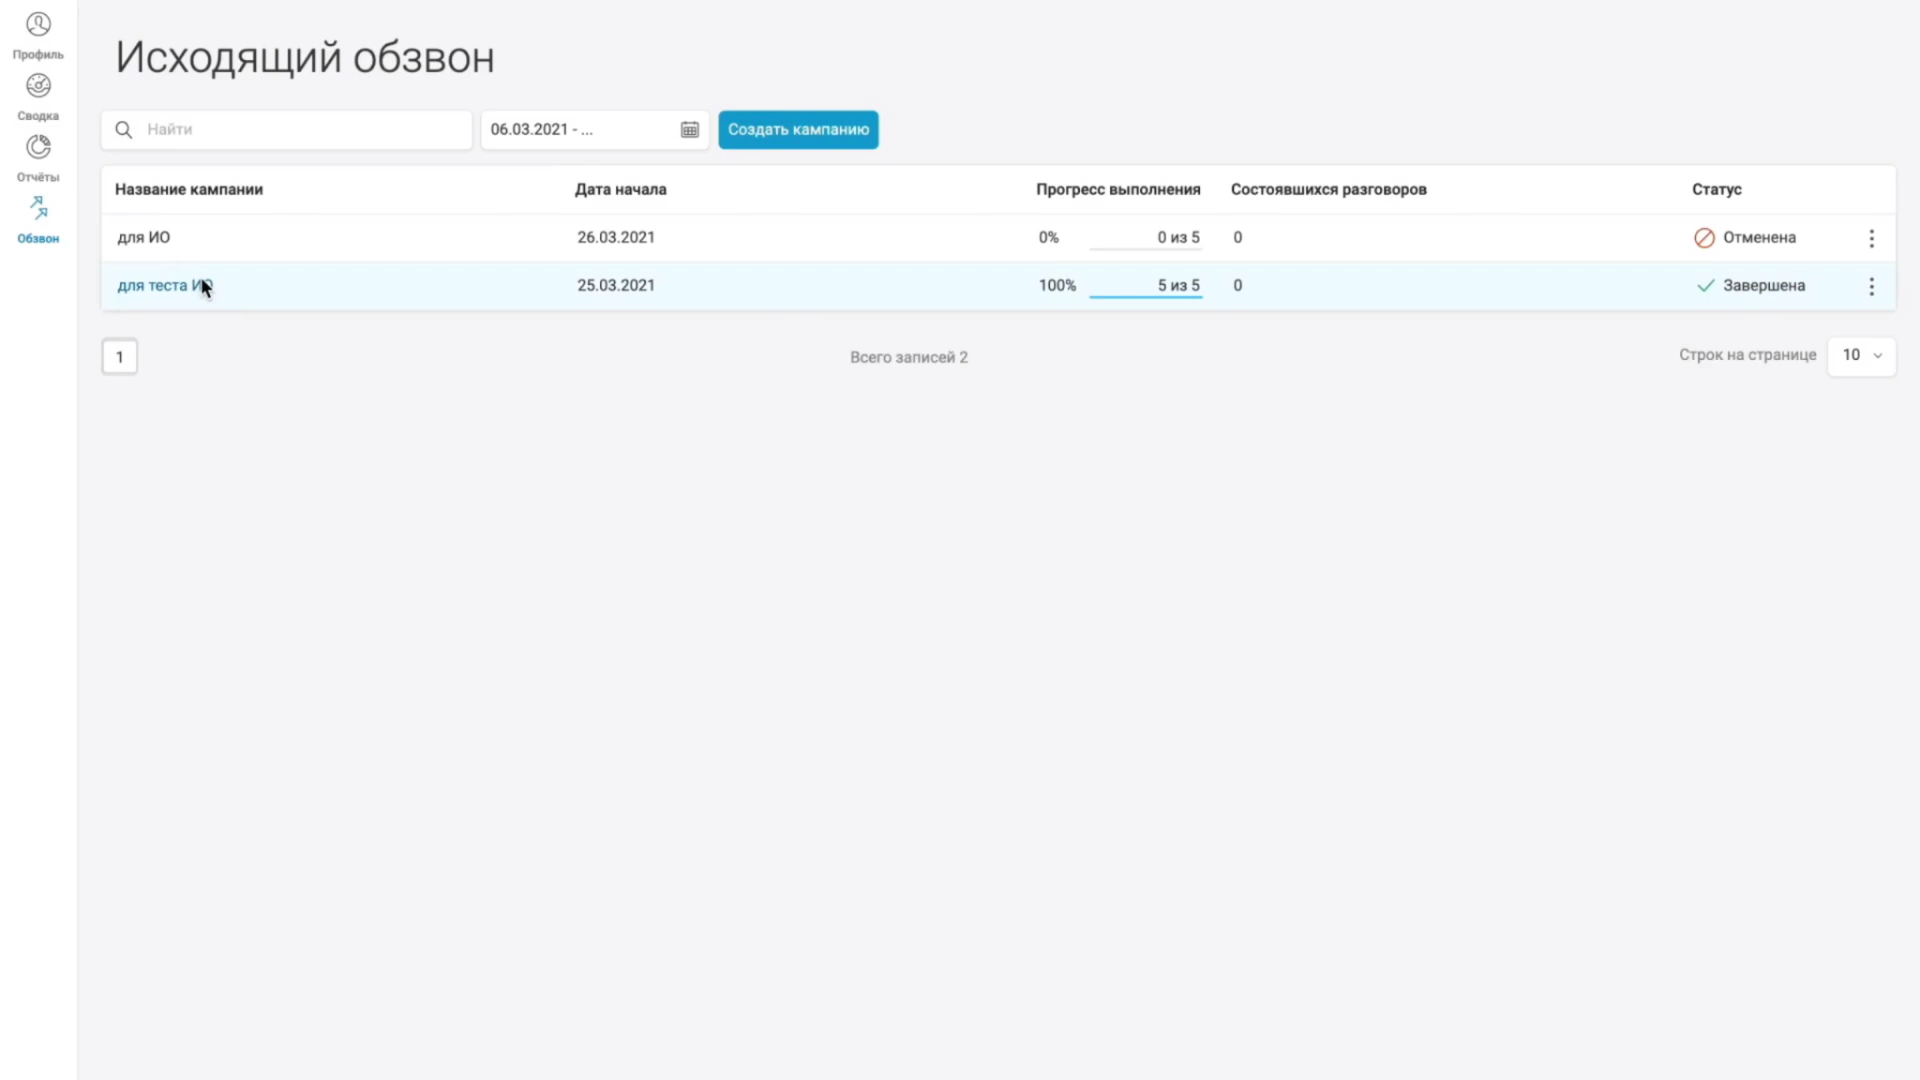 Профиль
Сводка
Отчёты
Обзвон
Исходящий обзвон
Найти
06.03.2021 - ...
Создать кампанию
Название кампании Дата начала Прогресс выполнения Состоявшихся разговоров Статус
для ИО 26.03.2021 0% 0 из 5 0 Отменена
для теста ИО 25.03.2021 100% 5 из 5 0 Завершена
1 Всего записей 2 Строк на странице 10